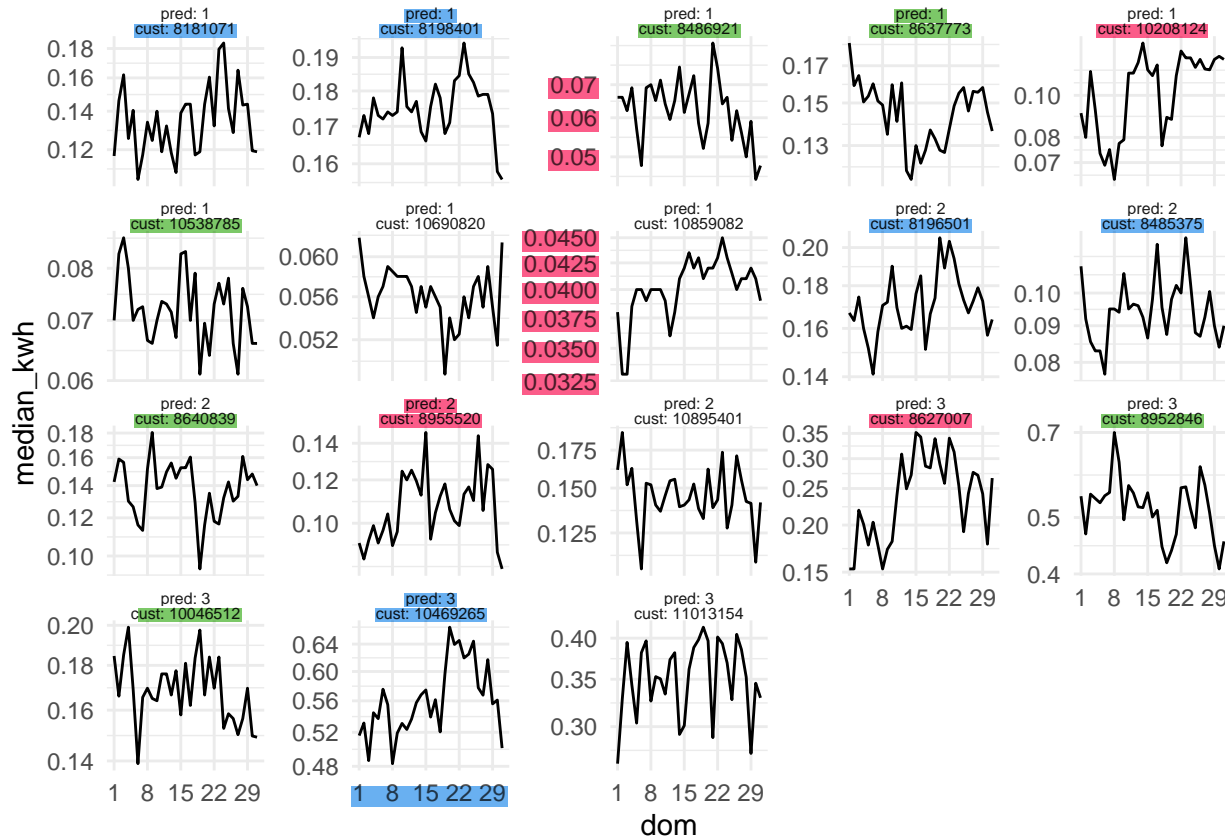 pred: 1
cust: 8181071
pred: 1
cust: 8198401
pred: 1
cust: 8486921
pred: 1
cust: 8637773
pred: 1
cust: 10208124
0.18
0.16
0.14
0.12
0.19
0.18
0.17
0.16
0.07
0.06
0.05
0.17
0.15
0.13
0.10
0.08
0.07
pred: 1
cust: 10538785
pred: 1
cust: 10690820
pred: 1
cust: 10859082
pred: 2
cust: 8196501
pred: 2
cust: 8485375
0.08
0.07
0.06
0.060
0.056
0.052
0.0450
0.0425
0.0400
0.0375
0.0350
0.0325
0.20
0.18
0.16
0.14
0.10
0.09
0.08
pred: 2
cust: 8640839
pred: 2
cust: 8955520
pred: 2
cust: 10895401
pred: 3
cust: 8627007
pred: 3
cust: 8952846
0.18
0.16
0.14
0.12
0.10
0.14
0.12
0.10
0.175
0.150
0.125
0.35
0.30
0.25
0.20
0.15
0.7
0.6
0.5
0.4
1 8 15 22 29
1 8 15 22 29
pred: 3
cust: 10046512
pred: 3
cust: 10469265
pred: 3
cust: 11013154
0.20
0.18
0.16
0.14
0.64
0.60
0.56
0.52
0.48
0.40
0.35
0.30
1 8 15 22 29
1 8 15 22 29
1 8 15 22 29
dom
median_kwh